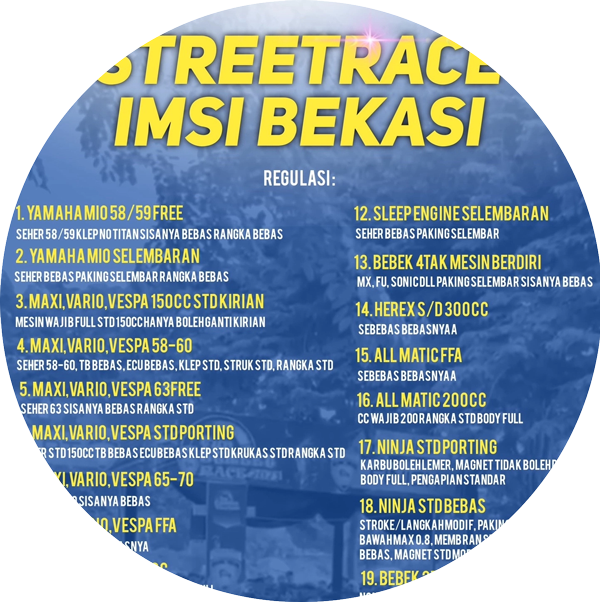 STREETRACE
IMSI BEKASI
REGULASI:
1. YAMAHA MIO 58/59 FREE
SEHER 58/59 KLEP NO TITAN SISANYA BEBAS RANGKA BEBAS
2. YAMAHA MIO SELEMBARAN
SEHER BEBAS PAKING SELEMBAR RANGKA BEBAS
3. MAXI, VARIO, VESPA 150CC STD KIRIAN
MESIN WAJIB FULL STD 150CC HANYA BOLEH GANTI KIRIAN
4. MAXI, VARIO, VESPA 58-60
SEHER 58-60, TB BEBAS, ECU BEBAS, KLEP STD, STRUK STD, RANGKA STD
5. MAXI, VARIO, VESPA 63 FREE
SEHER 63 SISANYA BEBAS RANGKA STD
MAXI, VARIO, VESPA STD PORTING
STD 150CC TB BEBAS ECU BEBAS KLEP STD KRUKAS STD RANGKA STD
VESPA 65-70
SISANYA BEBAS
VESPA FFA
12. SLEEP ENGINE SELEMBARAN
SEHER BEBAS PAKING SELEMBAR
13. BEBEK 4TAK MESIN BERDIRI
MX, FU, SONIC DLL PAKING SELEMBAR SISANYA BEBAS
14. HEREX S/D 300CC
SEBEBAS BEBASNYAA
15. ALL MATIC FFA
SEBEBAS BEBASNYAA
16. ALL MATIC 200CC
CC WAJIB 200 RANGKA STD BODY FULL
17. NINJA STD PORTING
KARBU BOLEH LEMER, MAGNET TIDAK BOLEH
BODY FULL, PENGAPIAN STANDAR
18. NINJA STD BEBAS
STROKE/LANGKAH MODIF, PAKIN
BAWAH MAX 0.8, MEMBRAN
BEBAS, MAGNET STD MOD
19. BEBEK